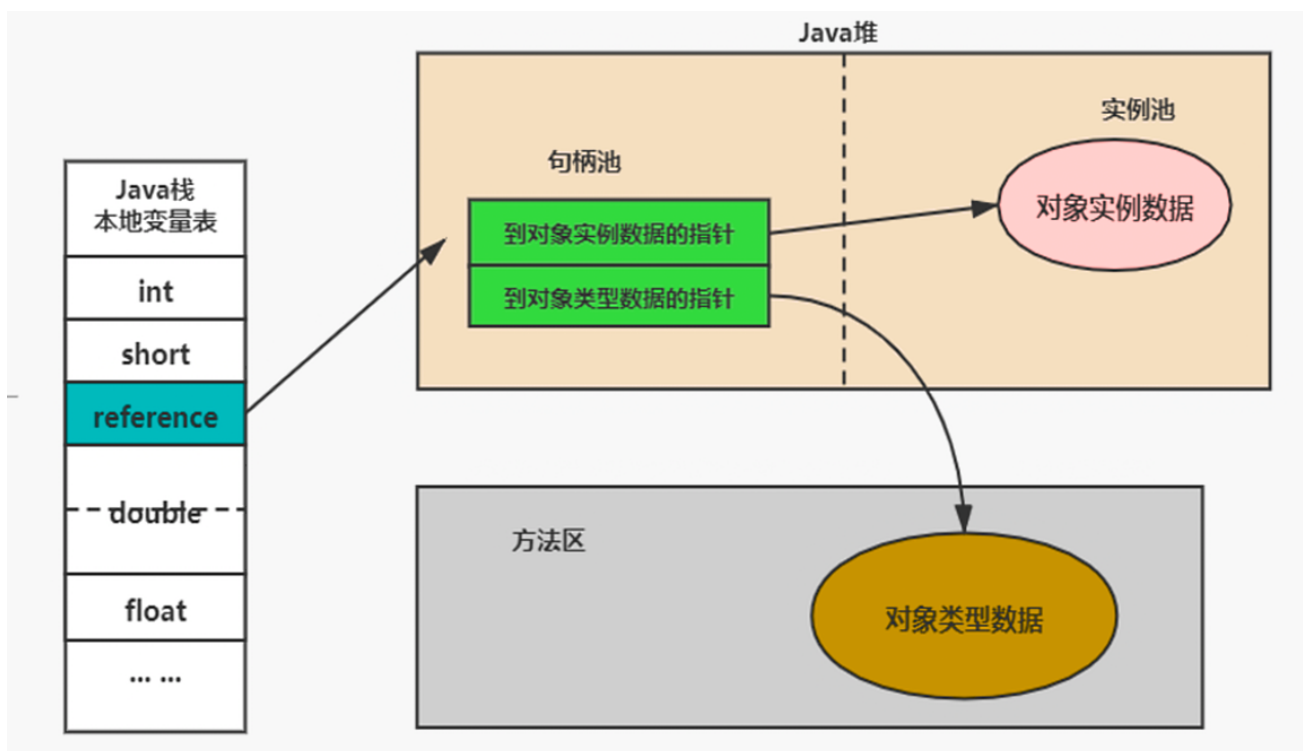 Java堆
实例池
句柄池
对象实例数据
到对象实例数据的指针
到对象类型数据的指针
Java栈
本地变量表
int
short
reference
double
float
... ...
方法区
对象类型数据